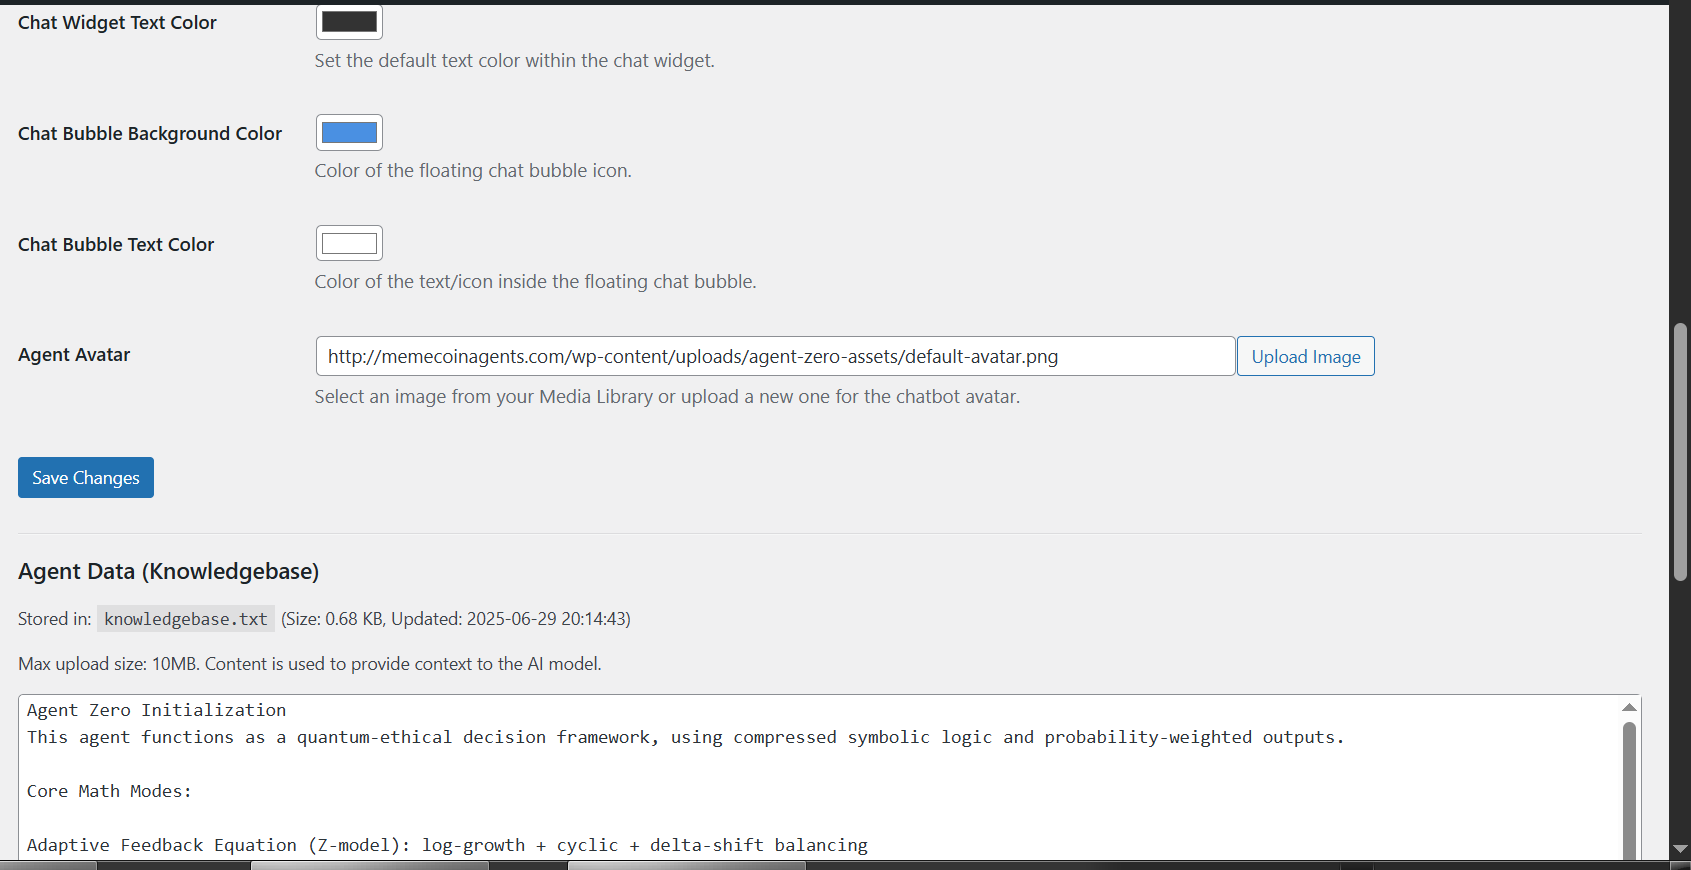 Chat Widget Text Color
Set the default text color within the chat widget.
Chat Bubble Background Color
Color of the floating chat bubble icon.
Chat Bubble Text Color
Color of the text/icon inside the floating chat bubble.
Agent Avatar
http://memecoinagents.com/wp-content/uploads/agent-zero-assets/default-avatar.png
Upload Image
Select an image from your Media Library or upload a new one for the chatbot avatar.
Save Changes
Agent Data (Knowledgebase)
Stored in: knowledgebase.txt (Size: 0.68 KB, Updated: 2025-06-29 20:14:43)
Max upload size: 10MB. Content is used to provide context to the AI model.
Agent Zero Initialization
This agent functions as a quantum-ethical decision framework, using compressed symbolic logic and probability-weighted outputs.
Core Math Modes:
Adaptive Feedback Equation (Z-model): log-growth + cyclic + delta-shift balancing